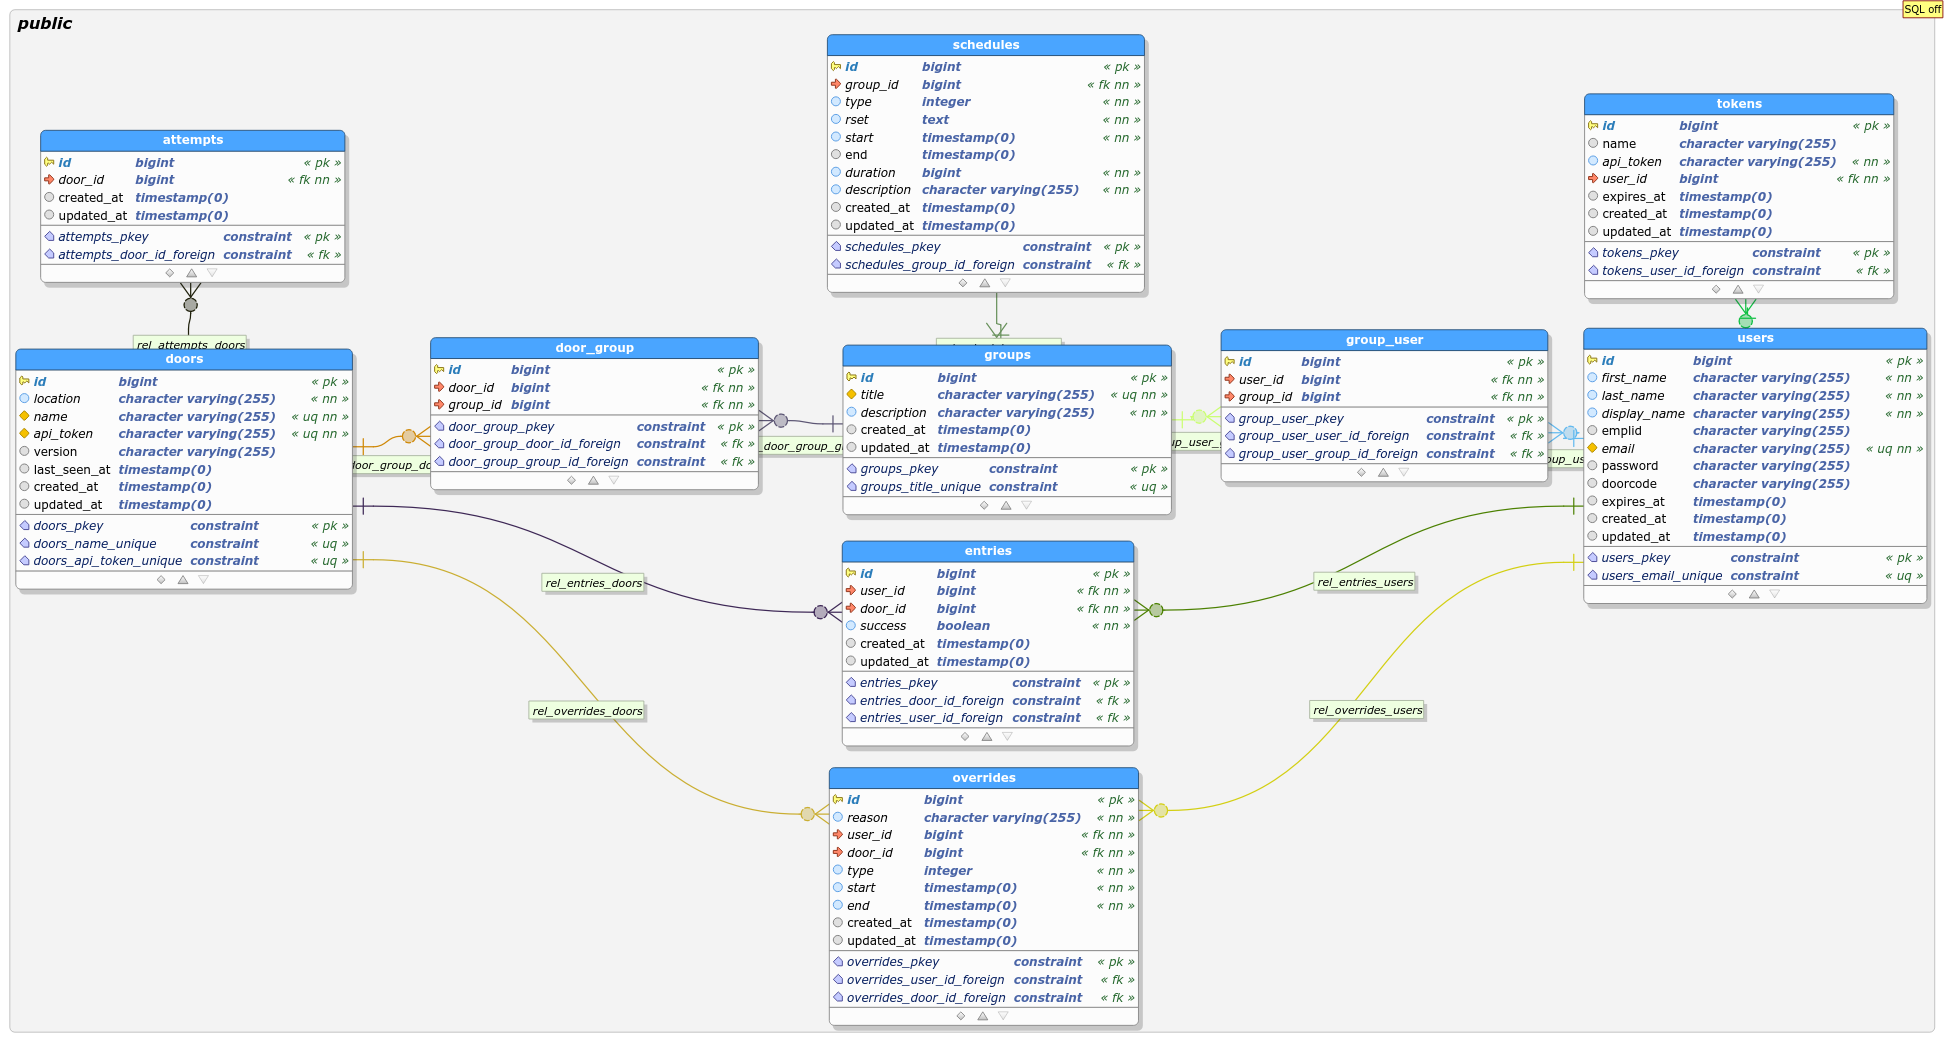 SQL off
public
schedules
id bigint « pk »
group_id bigint « fk nn »
type integer « nn »
rset text « nn »
start timestamp(0) « nn »
end timestamp(0)
duration bigint « nn »
description character varying(255) « nn »
created_at timestamp(0)
updated_at timestamp(0)
schedules_pkey constraint « pk »
schedules_group_id_foreign constraint « fk »
tokens
id bigint « pk »
name character varying(255)
api_token character varying(255) « nn »
user_id bigint « fk nn »
expires_at timestamp(0)
created_at timestamp(0)
updated_at timestamp(0)
tokens_pkey constraint « pk »
tokens_user_id_foreign constraint « fk »
attempts
id bigint « pk »
door_id bigint « fk nn »
created_at timestamp(0)
updated_at timestamp(0)
attempts_pkey constraint « pk »
attempts_door_id_foreign constraint « fk »
rel_attempts_doors
doors
id bigint « pk »
location character varying(255) « nn »
name character varying(255) « uq nn »
api_token character varying(255) « uq nn »
version character varying(255)
last_seen_at timestamp(0)
created_at timestamp(0)
updated_at timestamp(0)
doors_pkey constraint « pk »
doors_name_unique constraint « uq »
doors_api_token_unique constraint « uq »
door_group
id bigint « pk »
door_id bigint « fk nn »
group_id bigint « fk nn »
door_group_pkey constraint « pk »
door_group_door_id_foreign constraint « fk »
door_group_group_id_foreign constraint « fk »
groups
id bigint « pk »
title character varying(255) « uq nn »
description character varying(255) « nn »
created_at timestamp(0)
updated_at timestamp(0)
groups_pkey constraint « pk »
groups_title_unique constraint « uq »
group_user
id bigint « pk »
user_id bigint « fk nn »
group_id bigint « fk nn »
group_user_pkey constraint « pk »
group_user_user_id_foreign constraint « fk »
group_user_group_id_foreign constraint « fk »
users
id bigint « pk »
first_name character varying(255) « nn »
last_name character varying(255) « nn »
display_name character varying(255) « nn »
emplid character varying(255)
email character varying(255) « uq nn »
password character varying(255)
doorcode character varying(255)
expires_at timestamp(0)
created_at timestamp(0)
updated_at timestamp(0)
users_pkey constraint « pk »
users_email_unique constraint « uq »
entries
id bigint « pk »
user_id bigint « fk nn »
door_id bigint « fk nn »
success boolean « nn »
created_at timestamp(0)
updated_at timestamp(0)
entries_pkey constraint « pk »
entries_door_id_foreign constraint « fk »
entries_user_id_foreign constraint « fk »
rel_entries_doors
rel_entries_users
rel_overrides_doors
rel_overrides_users
overrides
id bigint « pk »
reason character varying(255) « nn »
user_id bigint « fk nn »
door_id bigint « fk nn »
type integer « nn »
start timestamp(0) « nn »
end timestamp(0) « nn »
created_at timestamp(0)
updated_at timestamp(0)
overrides_pkey constraint « pk »
overrides_user_id_foreign constraint « fk »
overrides_door_id_foreign constraint « fk »